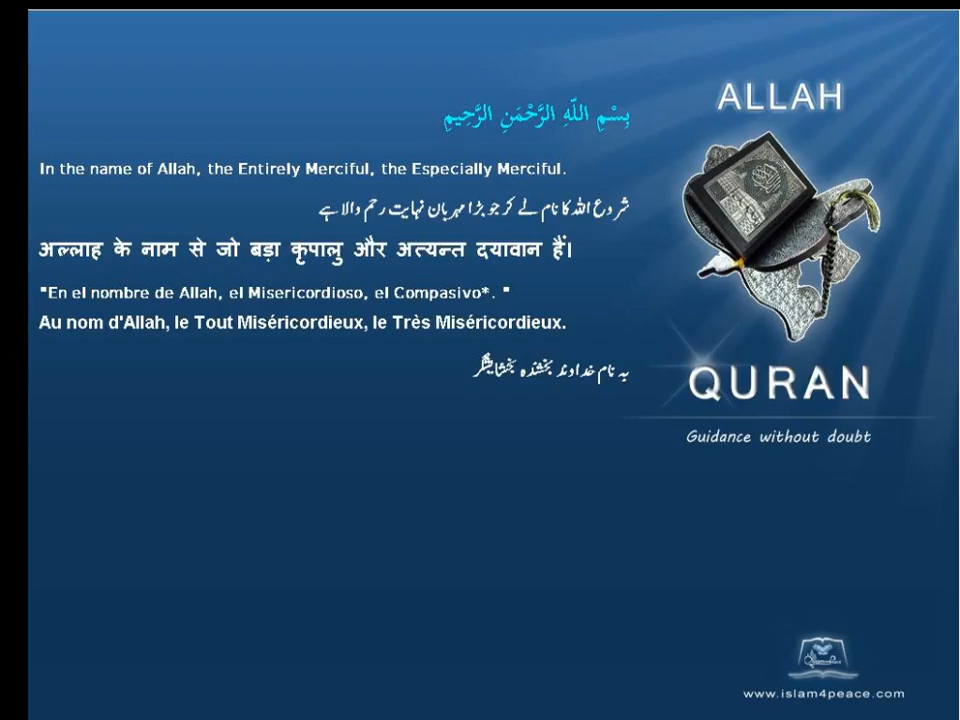 بِسْمِ اللَّهِ الرَّحْمَنِ الرَّحِيمِ
In the name of Allah, the Entirely Merciful, the Especially Merciful.
شروع الله کا نام لے کر جو بڑا مہربان نہایت رحم والا ہے
अल्लाह के नाम से जो बड़ा कृपालु और अत्यन्त दयावान हैं।
"En el nombre de Allah, el Misericordioso, el Compasivo*. "
Au nom d'Allah, le Tout Miséricordieux, le Très Miséricordieux.
به نام خداوند بخشنده بخشایشگر
ALLAH
QURAN
Guidance without doubt
www.islam4peace.com